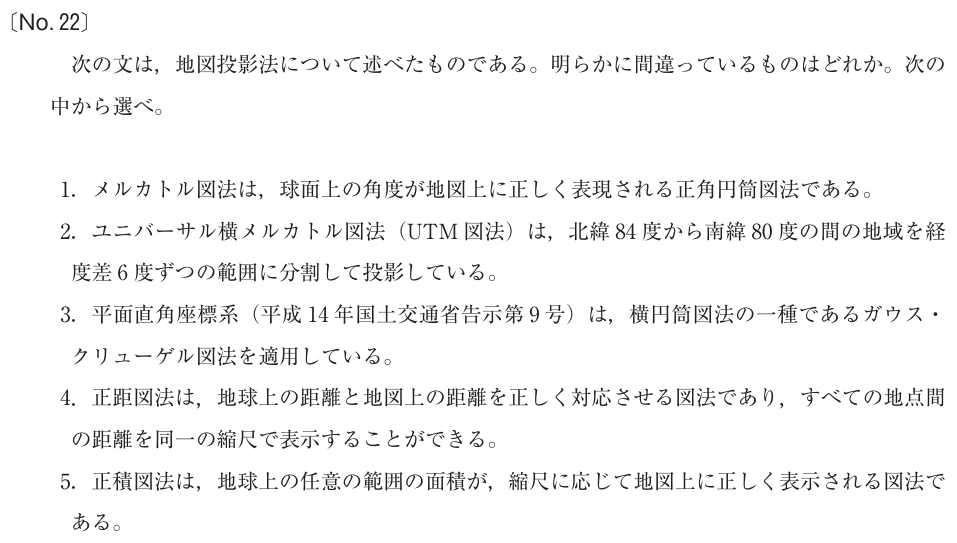 〔No. 22〕
次の文は，地図投影法について述べたものである。明らかに間違っているものはどれか。次の
中から選べ。
1. メルカトル図法は，球面上の角度が地図上に正しく表現される正角円筒図法である。
2. ユニバーサル横メルカトル図法（UTM 図法）は，北緯 84 度から南緯 80 度の間の地域を経
度差 6 度ずつの範囲に分割して投影している。
3. 平面直角座標系（平成 14 年国土交通省告示第 9 号）は，横円筒図法の一種であるガウス・
クリューゲル図法を適用している。
4. 正距図法は，地球上の距離と地図上の距離を正しく対応させる図法であり，すべての地点間
の距離を同一の縮尺で表示することができる。
5. 正積図法は，地球上の任意の範囲の面積が，縮尺に応じて地図上に正しく表示される図法で
ある。